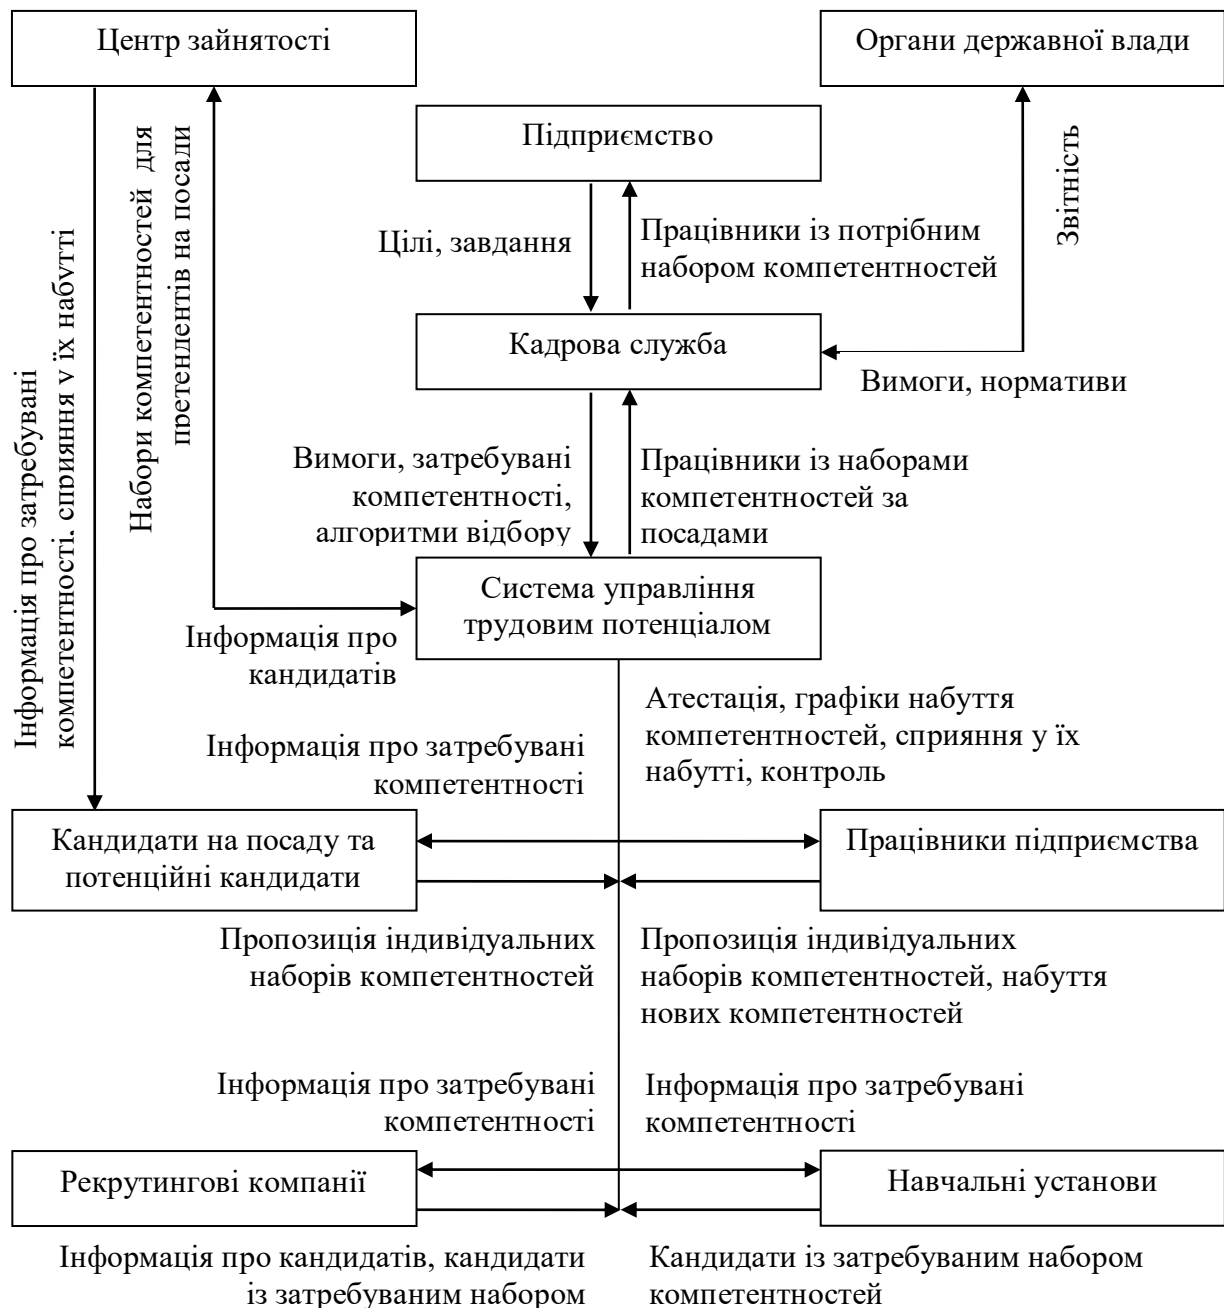 Центр зайнятості
Органи державної влади
Підприємство
Інформація про затребувані
компетентності, сприяння у їх набутті
Набори компетентностей для
претендентів на посади
Звітність
Цілі, завдання
Працівники із потрібним
набором компетентностей
Кадрова служба
Вимоги, нормативи
Вимоги, затребувані
компетентності,
алгоритми відбору
Працівники із наборами
компетентностей за
посадами
Система управління
трудовим потенціалом
Інформація про
кандидатів
Інформація про затребувані
компетентності
Атестація, графіки набуття
компетентностей, сприяння у їх
набутті, контроль
Кандидати на посаду та
потенційні кандидати
Працівники підприємства
Пропозиція індивідуальних
наборів компетентностей
Пропозиція індивідуальних
наборів компетентностей, набуття
нових компетентностей
Інформація про затребувані
компетентності
Інформація про затребувані
компетентності
Рекрутингові компанії
Навчальні установи
Інформація про кандидатів, кандидати
із затребуваним набором
Кандидати із затребуваним набором
компетентностей